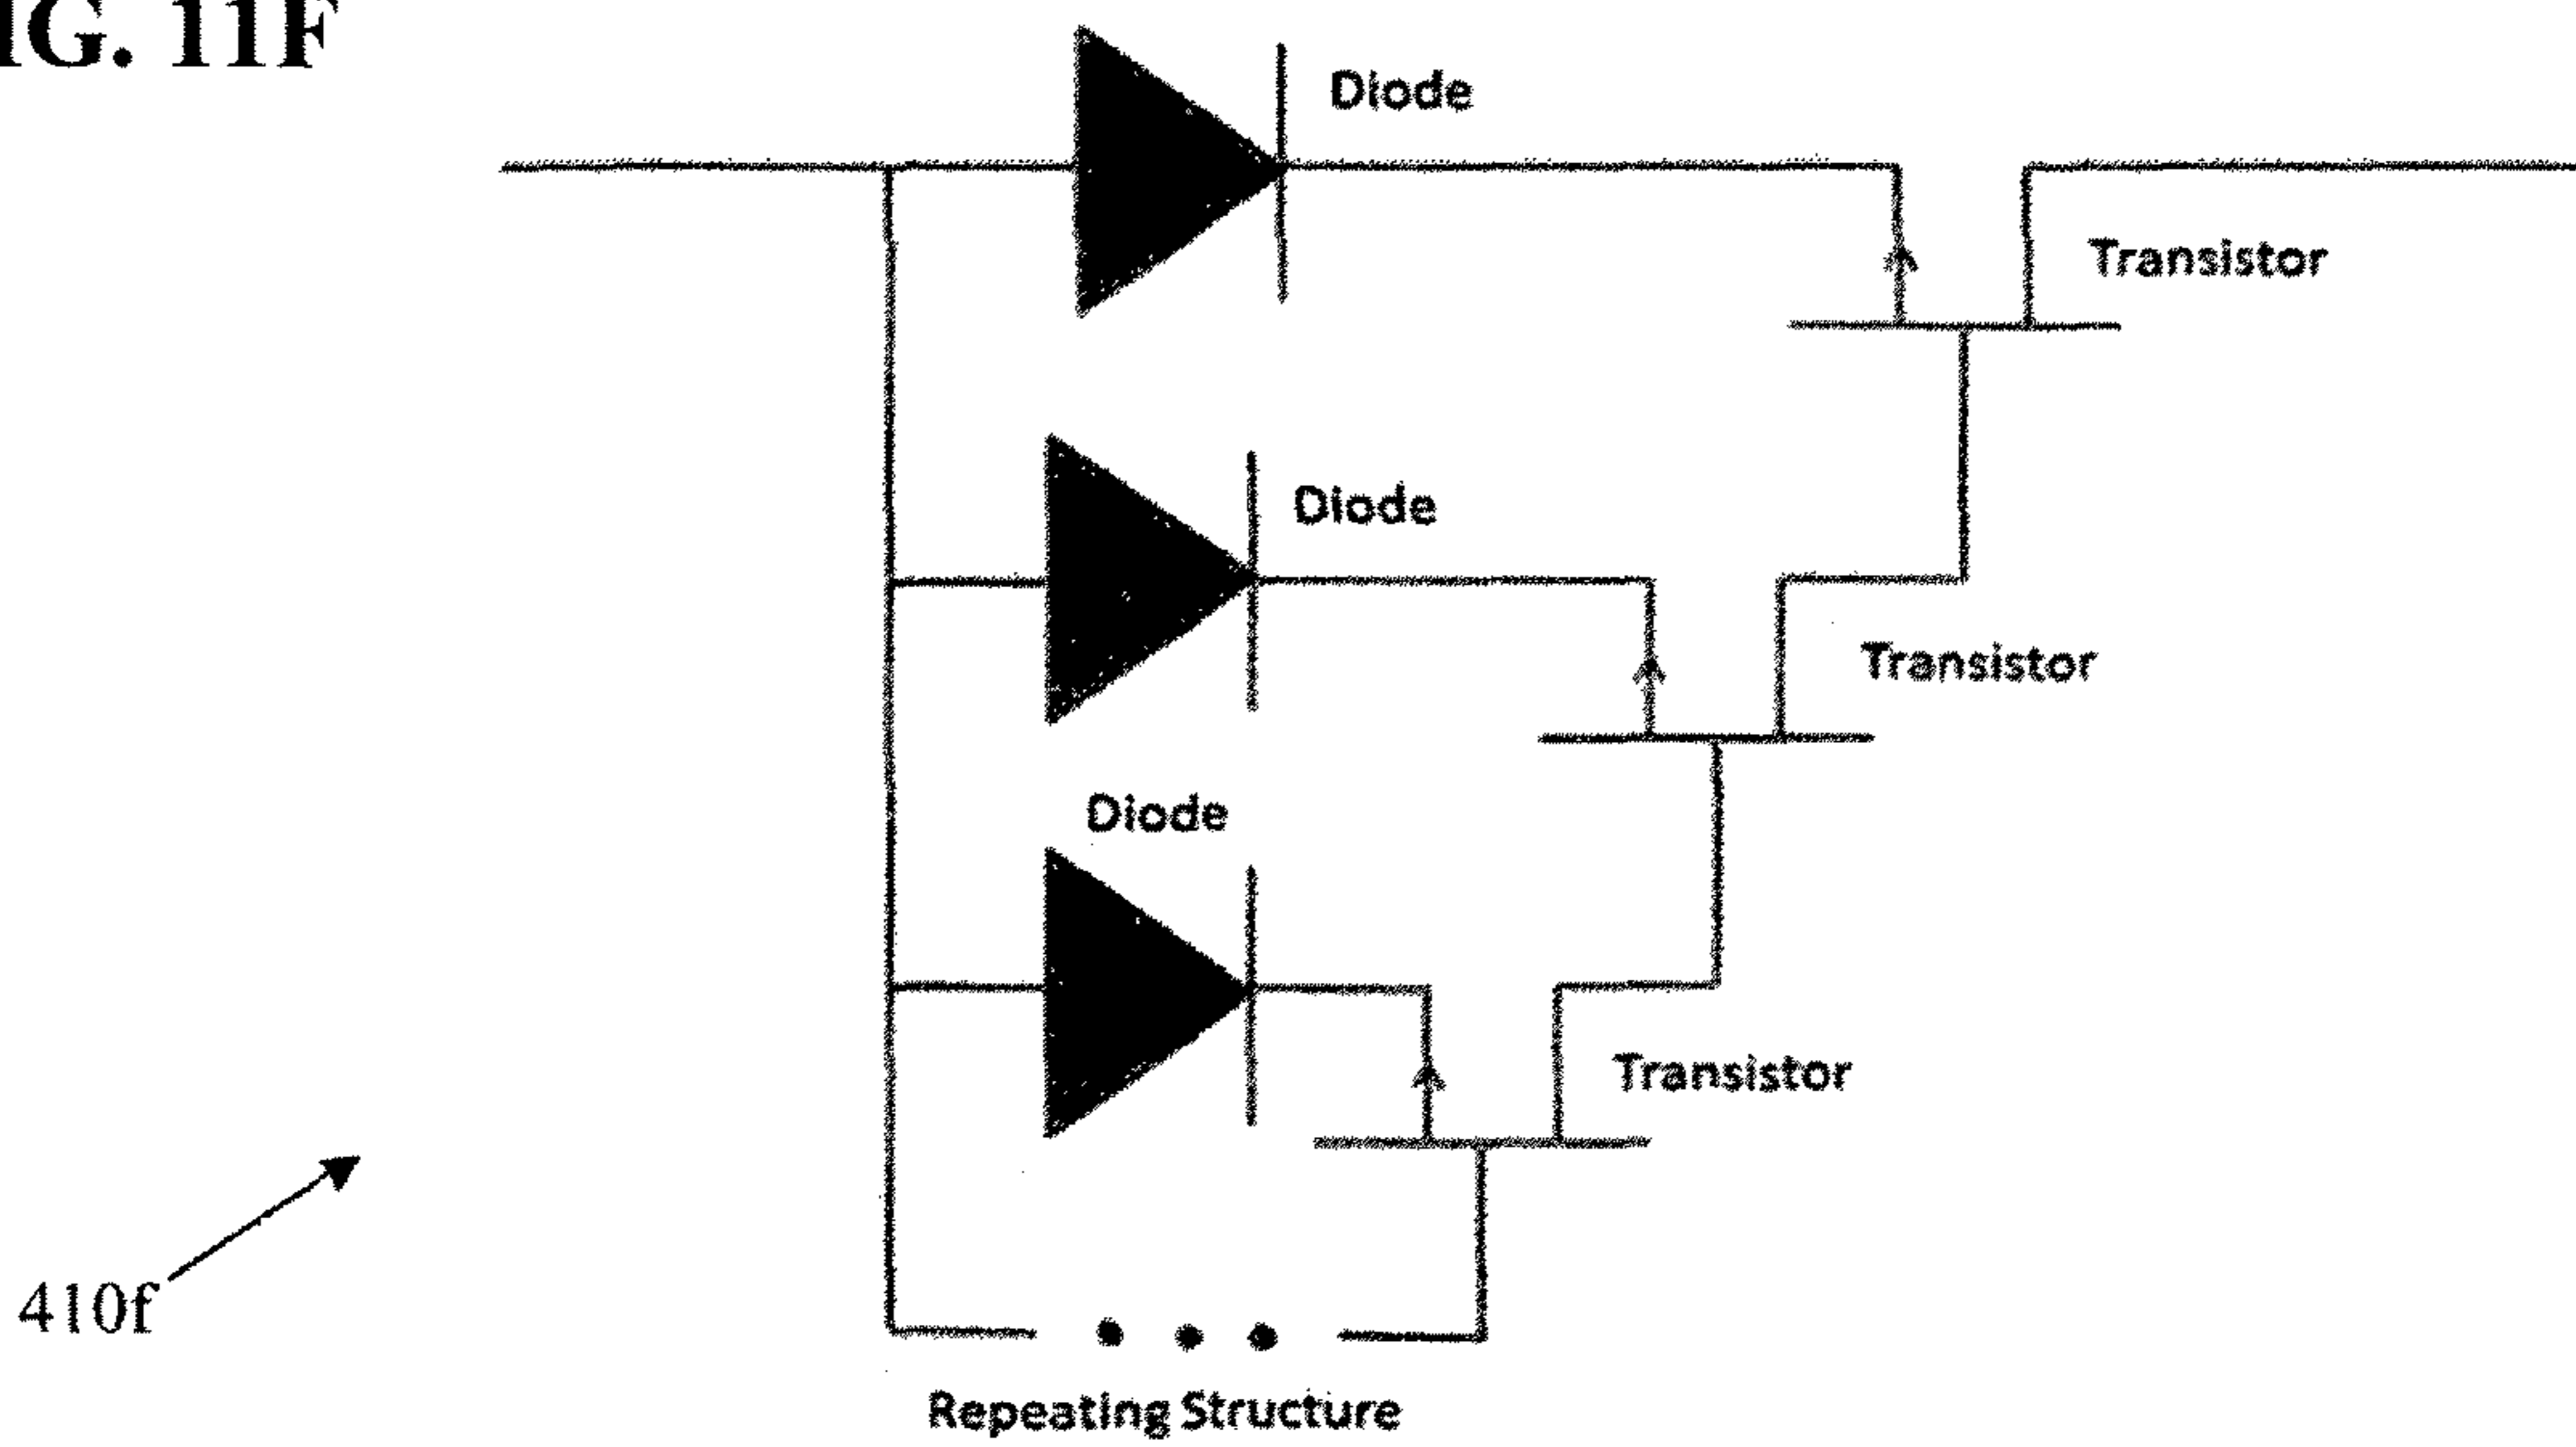 IG. 11F
Diode
Transistor
Diode
Transistor
Diode
Transistor
410f
Repeating Structure